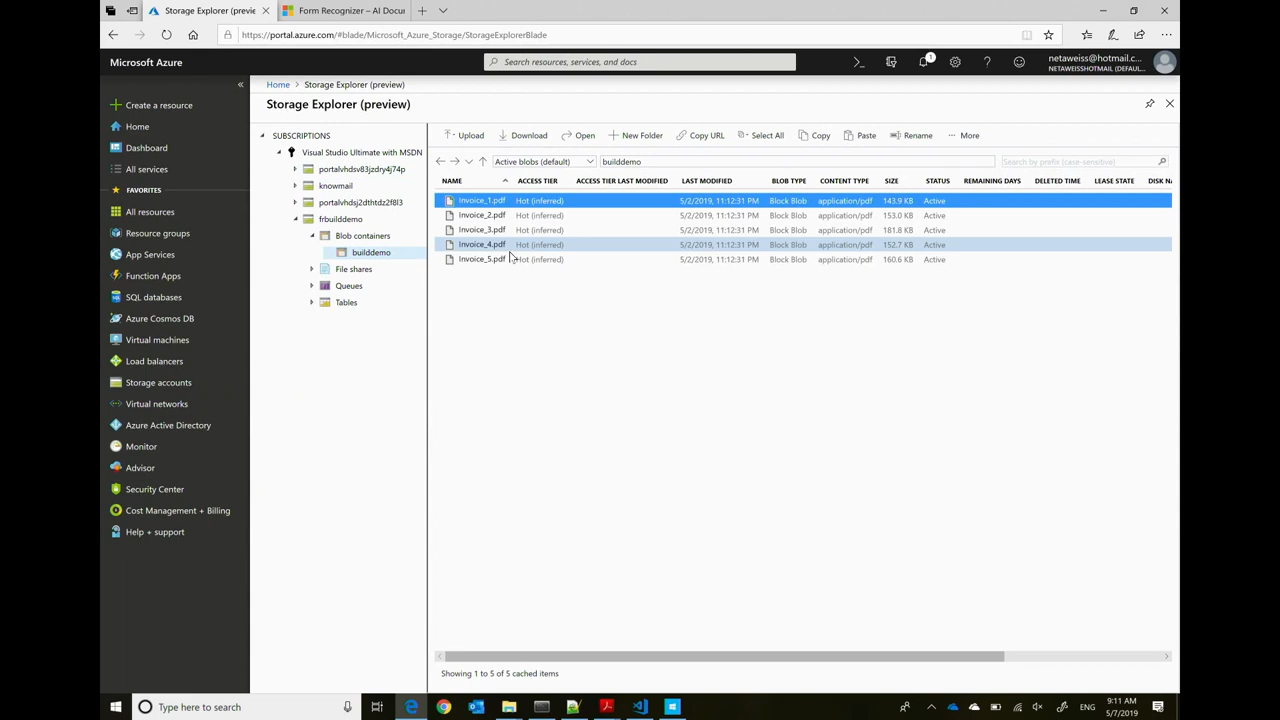 Storage Explorer (previe
Form Recognizer – AI Docum
https://portal.azure.com/#blade/Microsoft_Azure_Storage/StorageExplorerBlade
Microsoft Azure
Search resources, services, and docs
1
netaweiss@hotmail.c...
NETAWEISSHOTMAIL (DEFAUL...
Create a resource
Home
Dashboard
All services
FAVORITES
All resources
Resource groups
App Services
Function Apps
SQL databases
Azure Cosmos DB
Virtual machines
Load balancers
Storage accounts
Virtual networks
Azure Active Directory
Monitor
Advisor
Security Center
Cost Management + Billing
Help + support
Home > Storage Explorer (preview)
Storage Explorer (preview)
SUBSCRIPTIONS
Visual Studio Ultimate with MSDN
portalvhdsv83jzdry4j74p
knowmail
portalvhdsj2dthtdz2f8l3
frbuilddemo
Blob containers
builddemo
File shares
Queues
Tables
Upload Download Open New Folder Copy URL Select All Copy Paste Rename More
Active blobs (default) builddemo Search by prefix (case-sensitive)
NAME ACCESS TIER ACCESS TIER LAST MODIFIED LAST MODIFIED BLOB TYPE CONTENT TYPE SIZE STATUS REMAINING DAYS DELETED TIME LEASE STATE DISK NA
Invoice_1.pdf Hot (inferred) 5/2/2019, 11:12:31 PM Block Blob application/pdf 143.9 KB Active
Invoice_2.pdf Hot (inferred) 5/2/2019, 11:12:31 PM Block Blob application/pdf 153.0 KB Active
Invoice_3.pdf Hot (inferred) 5/2/2019, 11:12:31 PM Block Blob application/pdf 181.8 KB Active
Invoice_4.pdf Hot (inferred) 5/2/2019, 11:12:31 PM Block Blob application/pdf 152.7 KB Active
Invoice_5.pdf Hot (inferred) 5/2/2019, 11:12:31 PM Block Blob application/pdf 160.6 KB Active
Showing 1 to 5 of 5 cached items
Type here to search
9:11 AM
5/7/2019